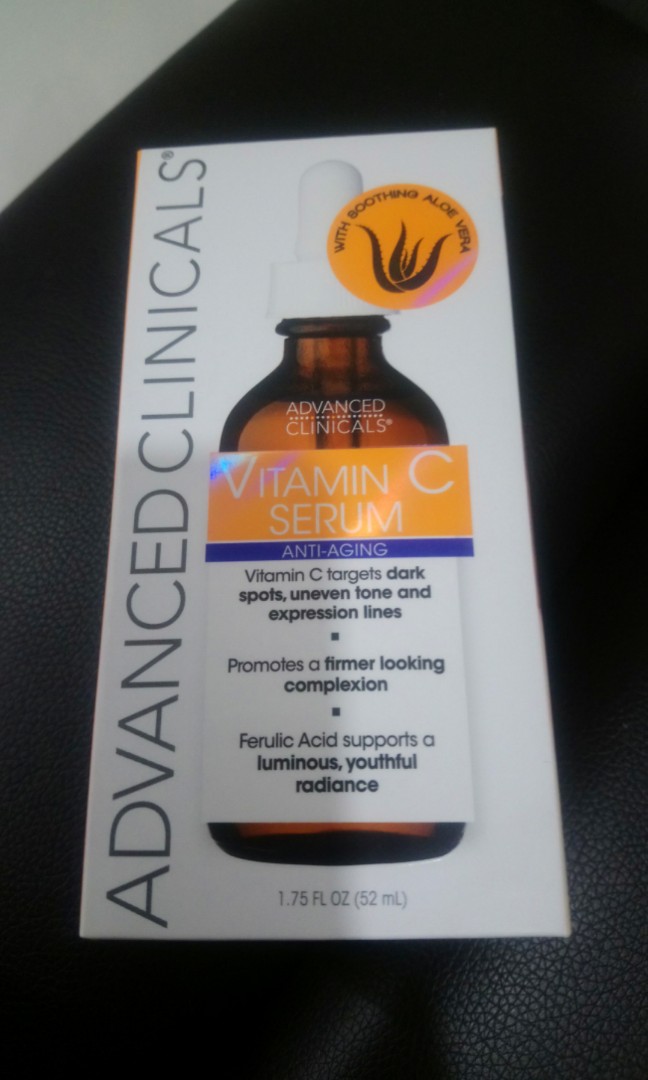 ADVANCED CLINICALS®
WITH SOOTHING ALOE VERA
ADVANCED
CLINICALS®
VITAMIN C
SERUM
ANTI-AGING
Vitamin C targets dark
spots, uneven tone and
expression lines
Promotes a firmer looking
complexion
Ferulic Acid supports a
luminous, youthful
radiance
1.75 FL OZ (52 mL)